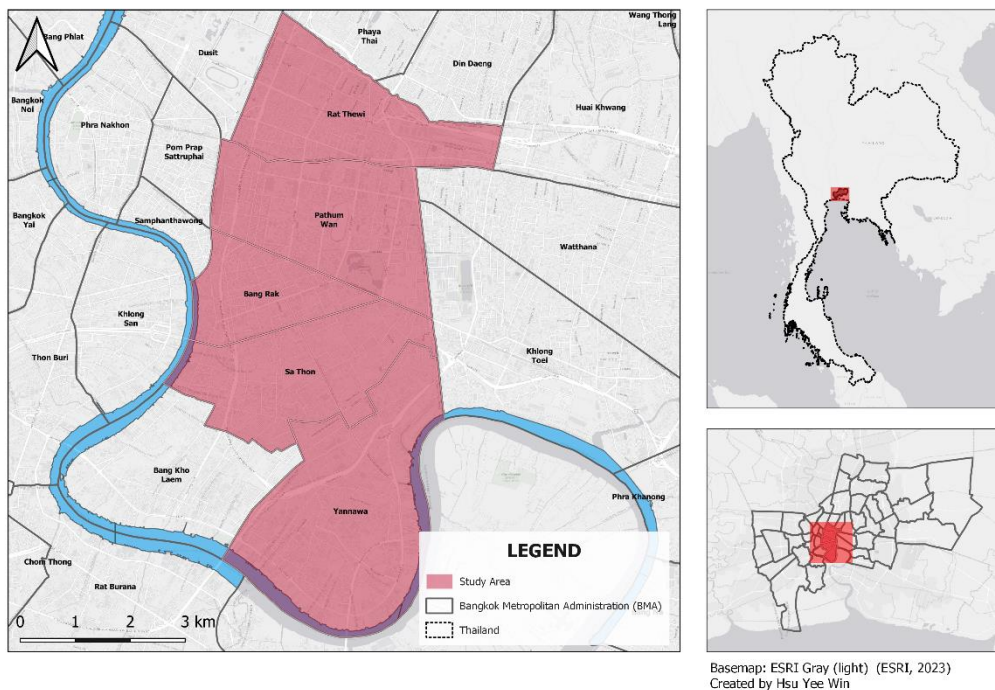 Bang Phlat
Phaya
Thai
Wang Thong
Lang
Dusit
Din Daeng
Bangkok
Noi
Huai Khwang
Rat Thewi
Phra Nakhon
Pom Prap
Sattruphai
Bangkok
Yai
Samphanthawong
Pathum
Wan
Watthana
Bang Rak
Khlong
San
Thon Buri
Khlong
Toei
Sa Thon
Bang Kho
Laem
Phra Khanong
Yannawa
Chom Thong
Rat Burana
0 1 2 3 km
LEGEND
Study Area
Bangkok Metropolitan Administration (BMA)
Thailand
Basemap: ESRI Gray (light) (ESRI, 2023)
Created by Hsu Yee Win